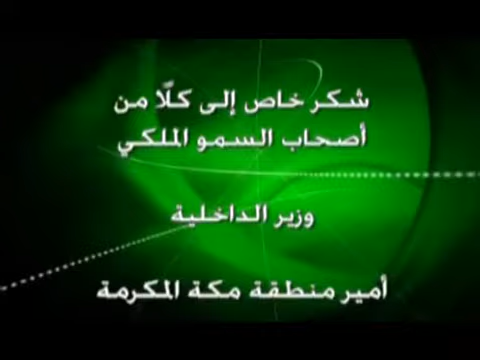 شكر خاص إلى كلًا من
أصحاب السمو الملكي
وزير الداخلية
أمير منطقة مكة المكرمة